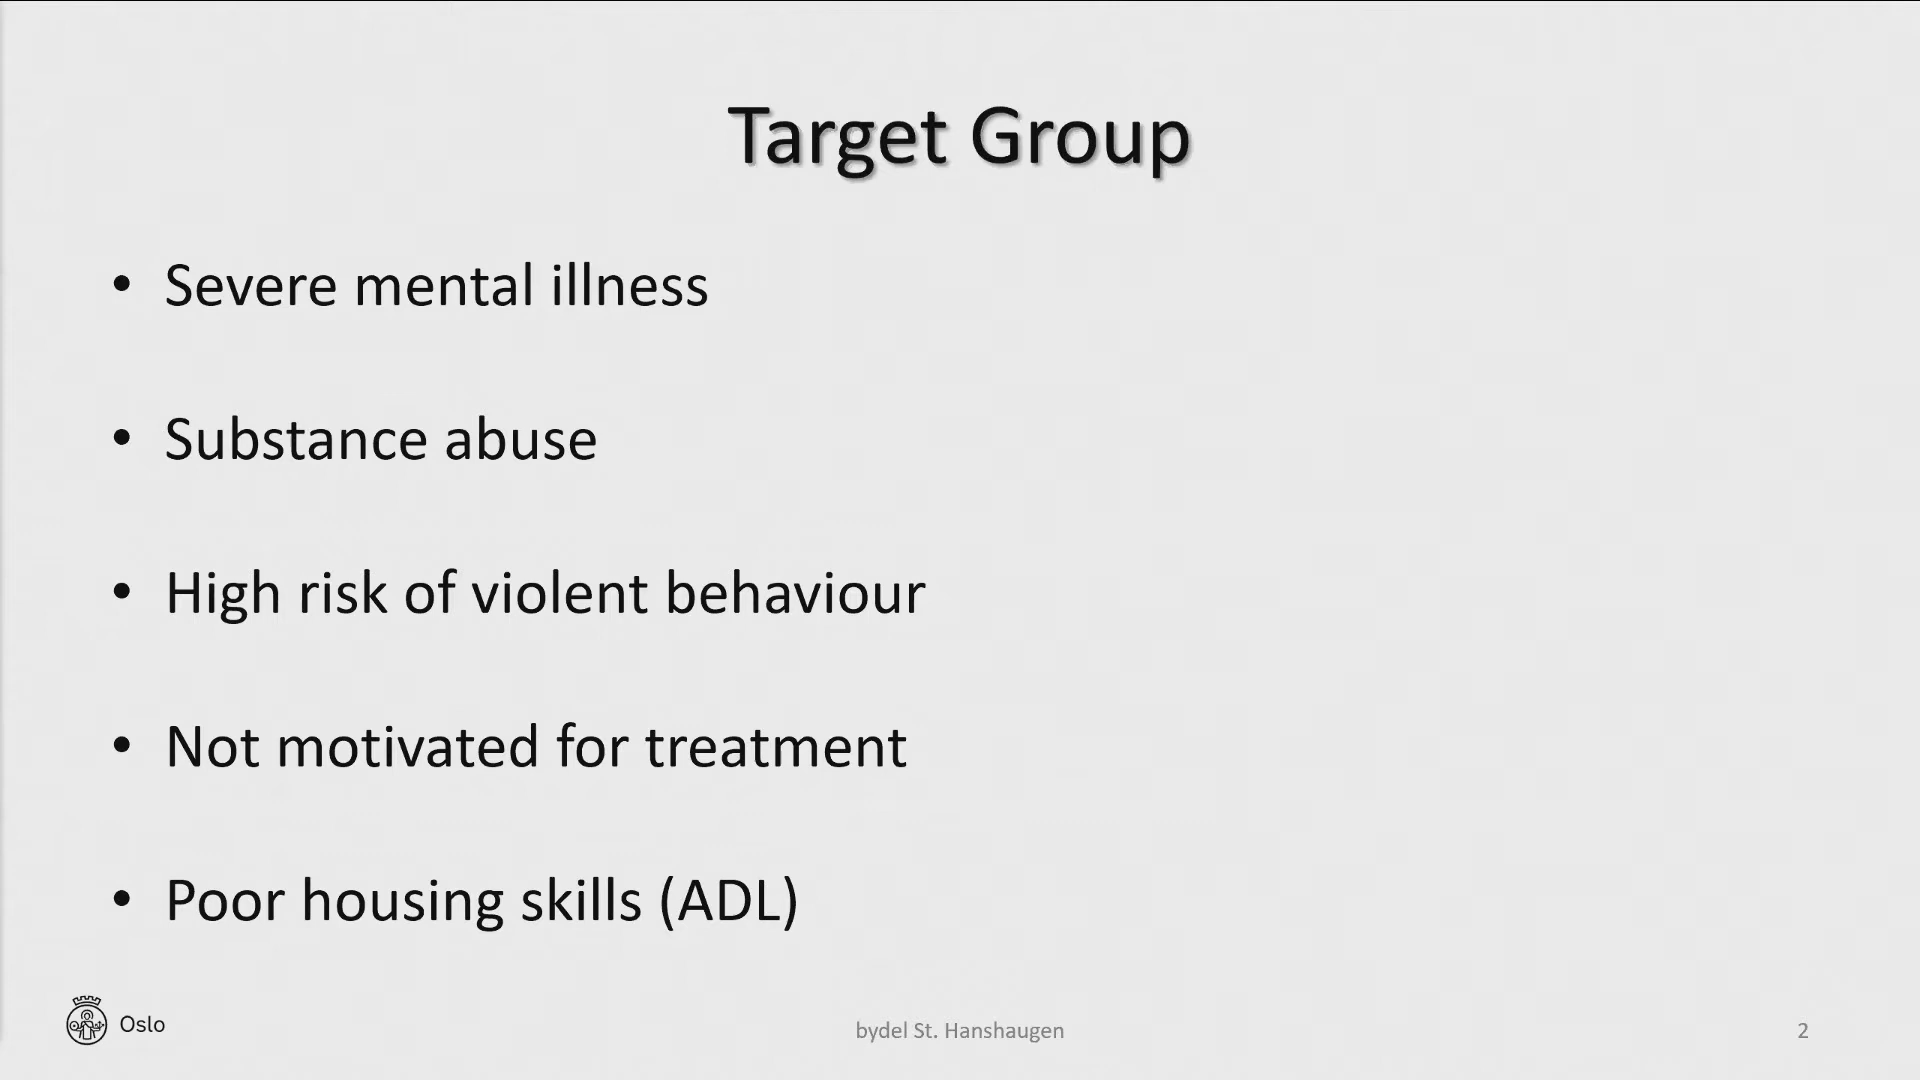 Target Group
• Severe mental illness
• Substance abuse
• High risk of violent behaviour
• Not motivated for treatment
• Poor housing skills (ADL)
Oslo
bydel St. Hanshaugen
2